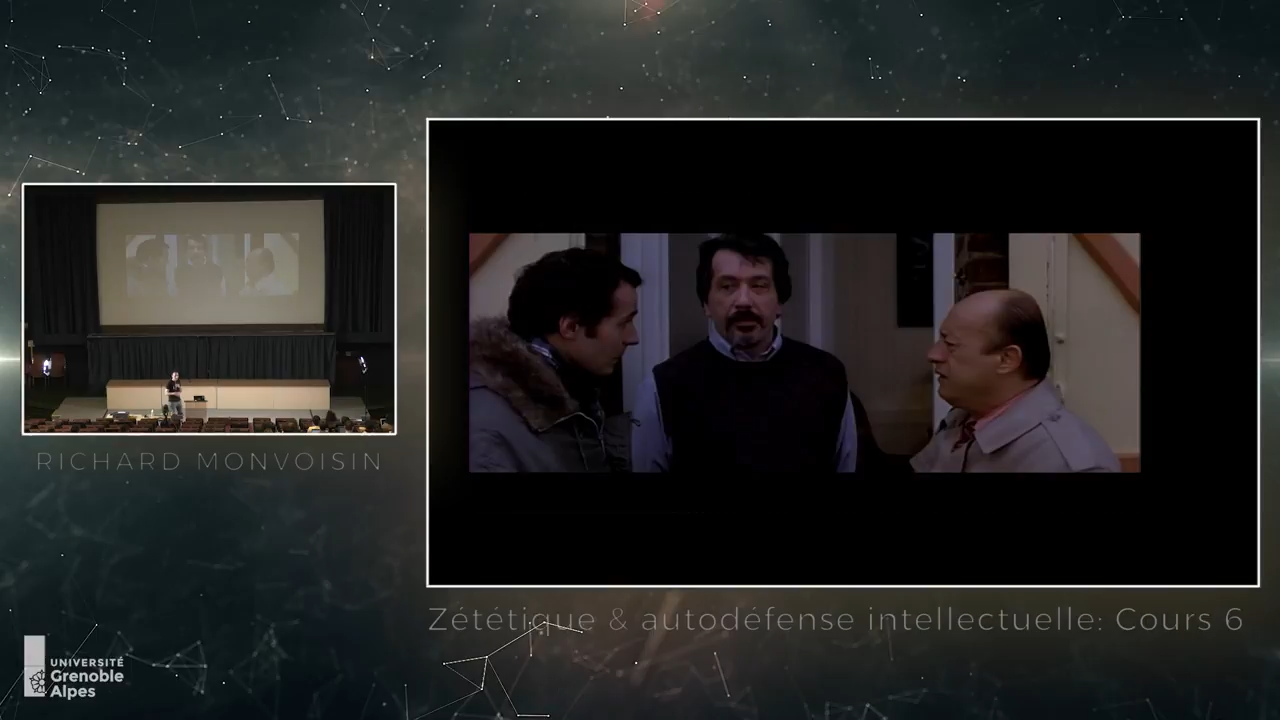 RICHARD MONVOISIN
Zététique & autodéfense intellectuelle: Cours 6
UNIVERSITÉ
Grenoble
Alpes